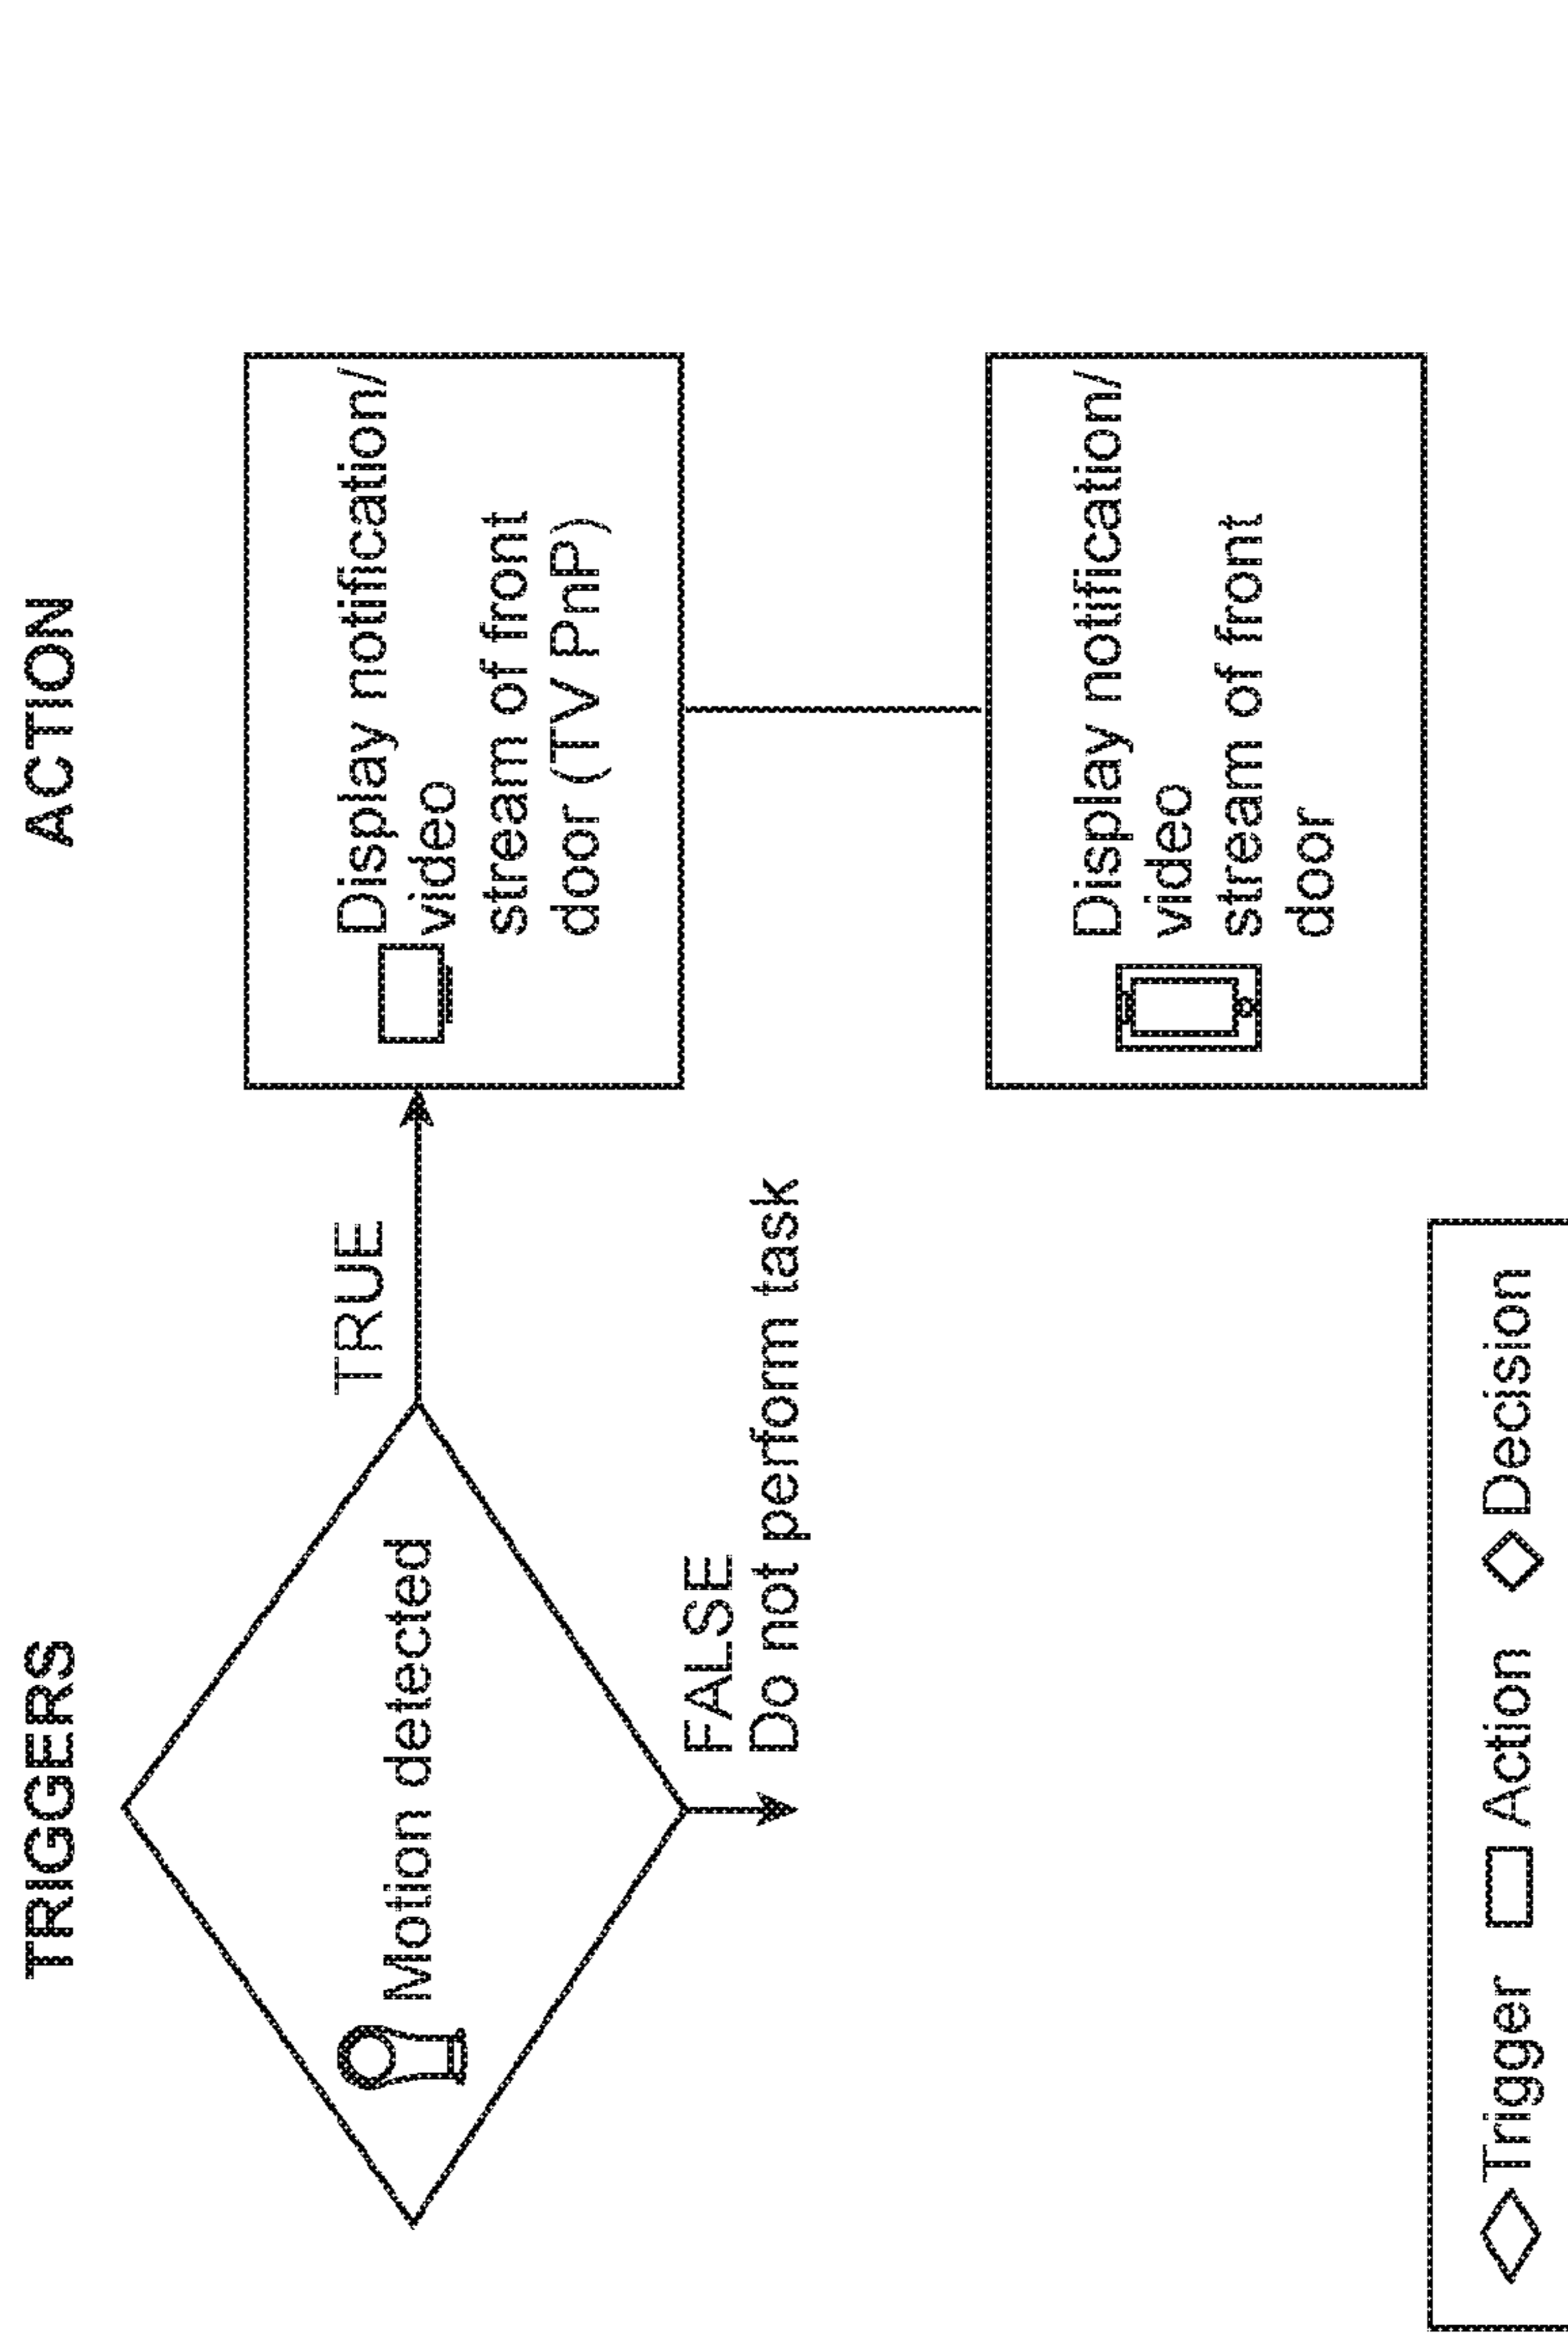 TRIGGERS
ACTION
Motion detected
TRUE
FALSE
Do not perform task
Display notification/
video
stream of front
door (TV PnP)
Display notification/
video
stream of front
door
Trigger
Action
Decision